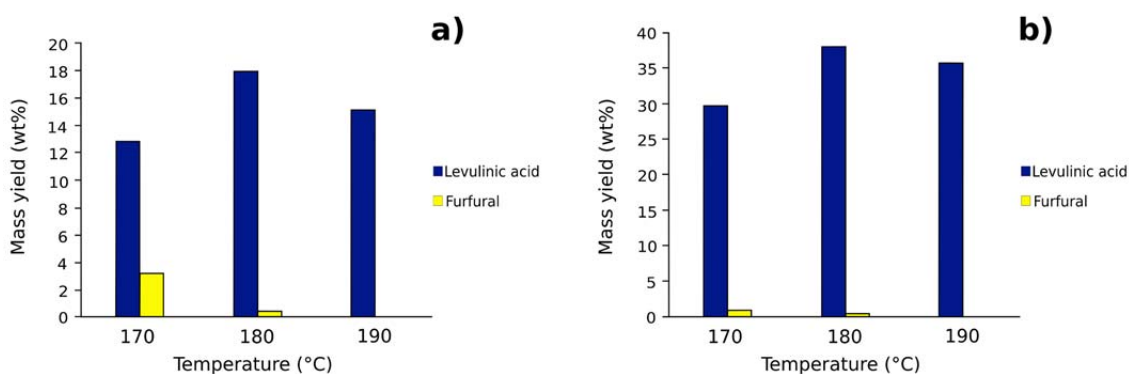 a)
20
18
16
14
12
10
8
6
4
2
0
Mass yield (wt%)
170 180 190
Temperature (°C)
Levulinic acid
Furfural
b)
40
35
30
25
20
15
10
5
0
Mass yield (wt%)
170 180 190
Temperature (°C)
Levulinic acid
Furfural